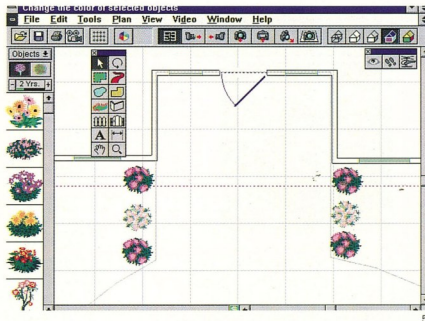 Change the color of selected objects
File Edit Tools Plan View Video Window Help
Objects
- 2 Yrs. +
A